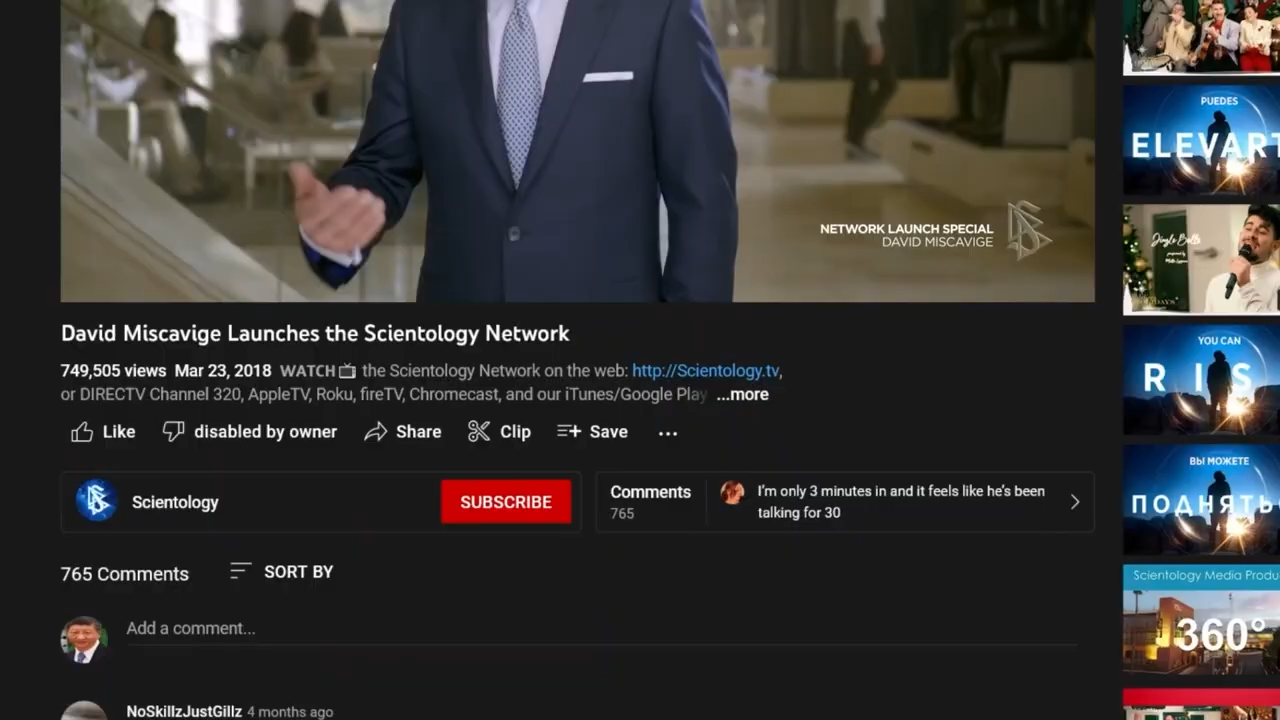 NETWORK LAUNCH SPECIAL
DAVID MISCAVIGE
David Miscavige Launches the Scientology Network
749,505 views Mar 23, 2018 WATCH📺 the Scientology Network on the web: http://Scientology.tv,
or DIRECTV Channel 320, AppleTV, Roku, fireTV, Chromecast, and our iTunes/Google Play ...more
Like
disabled by owner
Share
Clip
Save
...
Scientology
SUBSCRIBE
Comments
765
I'm only 3 minutes in and it feels like he's been
talking for 30
765 Comments
SORT BY
Add a comment...
NoSkillzJustGillz 4 months ago
PUEDES
ELEVART
Jingle Bells
YOU CAN
RIS
ВЫ МОЖЕТЕ
ПОДНЯТЬ
Scientology Media Produ
360°